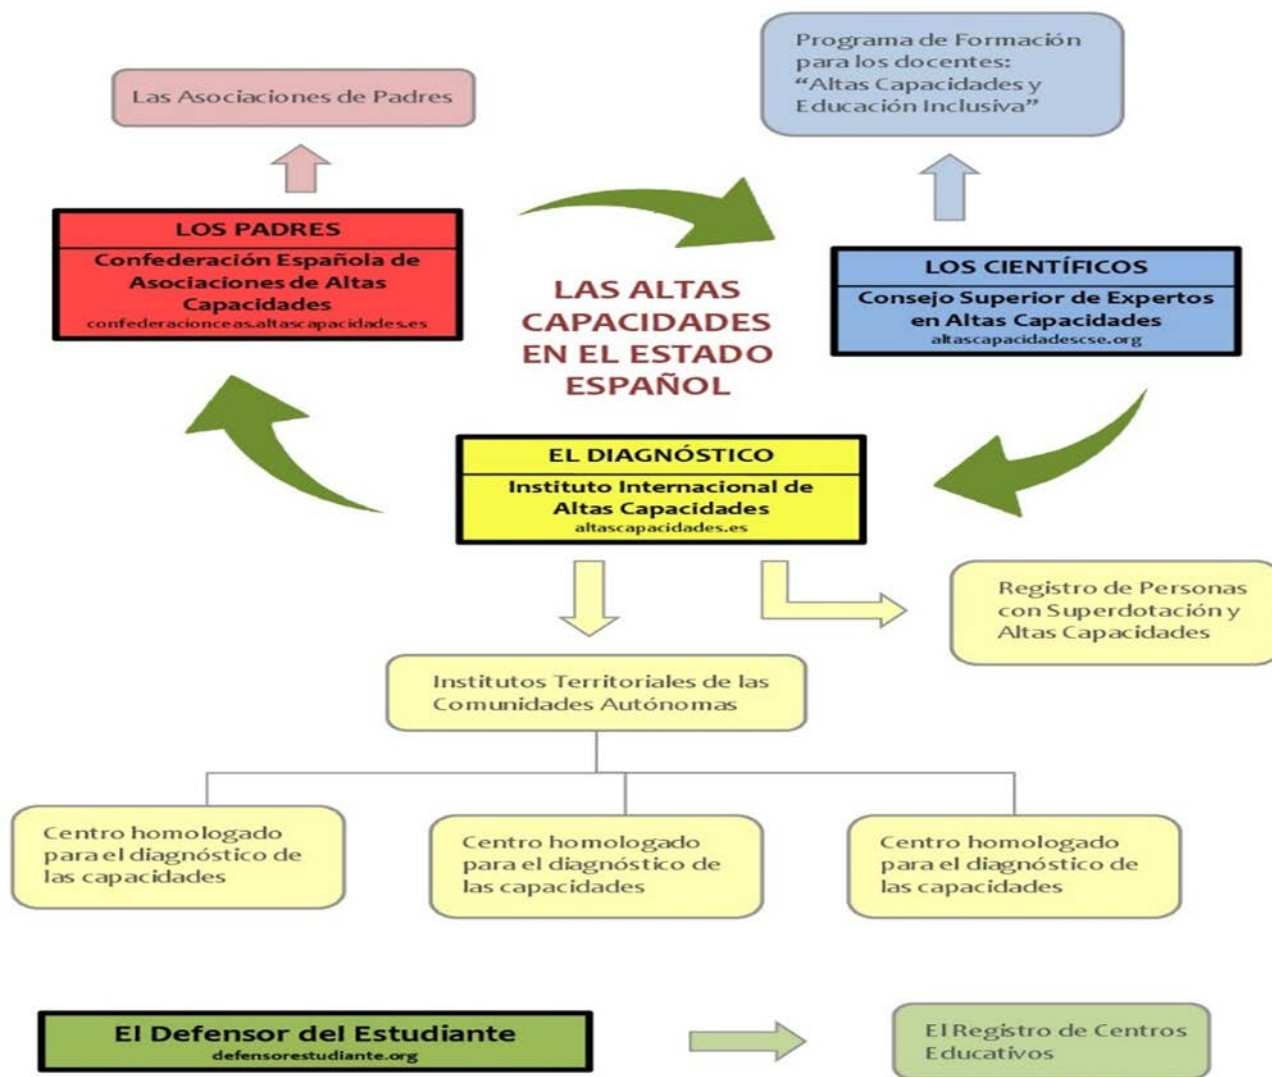 Programa de Formación
para los docentes:
“Altas Capacidades y
Educación Inclusiva”
Las Asociaciones de Padres
LOS PADRES
Confederación Española de
Asociaciones de Altas
Capacidades
confederacionceas.altascapacidades.es
LOS CIENTÍFICOS
Consejo Superior de Expertos
en Altas Capacidades
altascapacidadescse.org
LAS ALTAS
CAPACIDADES
EN EL ESTADO
ESPAÑOL
EL DIAGNÓSTICO
Instituto Internacional de
Altas Capacidades
altascapacidades.es
Registro de Personas
con Superdotación y
Altas Capacidades
Institutos Territoriales de las
Comunidades Autónomas
Centro homologado
para el diagnóstico de
las capacidades
Centro homologado
para el diagnóstico de
las capacidades
Centro homologado
para el diagnóstico de
las capacidades
El Defensor del Estudiante
defensorestudiante.org
El Registro de Centros
Educativos